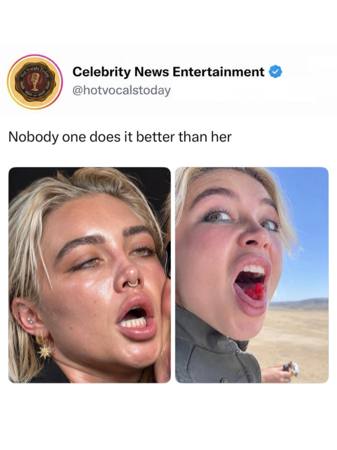 Celebrity News Entertainment
@hotvocalstoday
Nobody one does it better than her